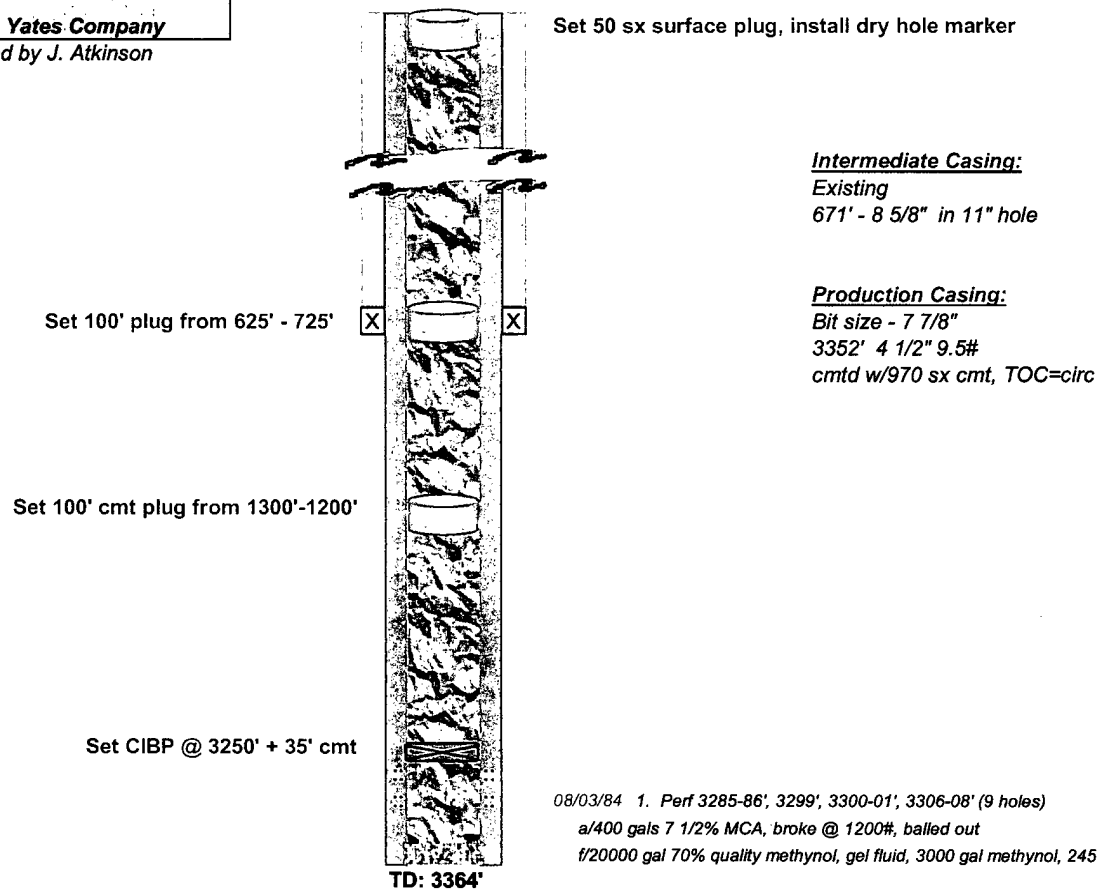 Yates Company
d by J. Atkinson
Set 50 sx surface plug, install dry hole marker
Intermediate Casing:
Existing
671' - 8 5/8" in 11" hole
Production Casing:
Bit size - 7 7/8"
3352' 4 1/2" 9.5#
cmtd w/970 sx cmt, TOC=circ
Set 100' plug from 625' - 725'
X X
Set 100' cmt plug from 1300'-1200'
Set CIBP @ 3250' + 35' cmt
08/03/84 1. Perf 3285-86', 3299', 3300-01', 3306-08' (9 holes)
a/400 gals 7 1/2% MCA, broke @ 1200#, balled out
f/20000 gal 70% quality methynol, gel fluid, 3000 gal methynol, 245
TD: 3364'